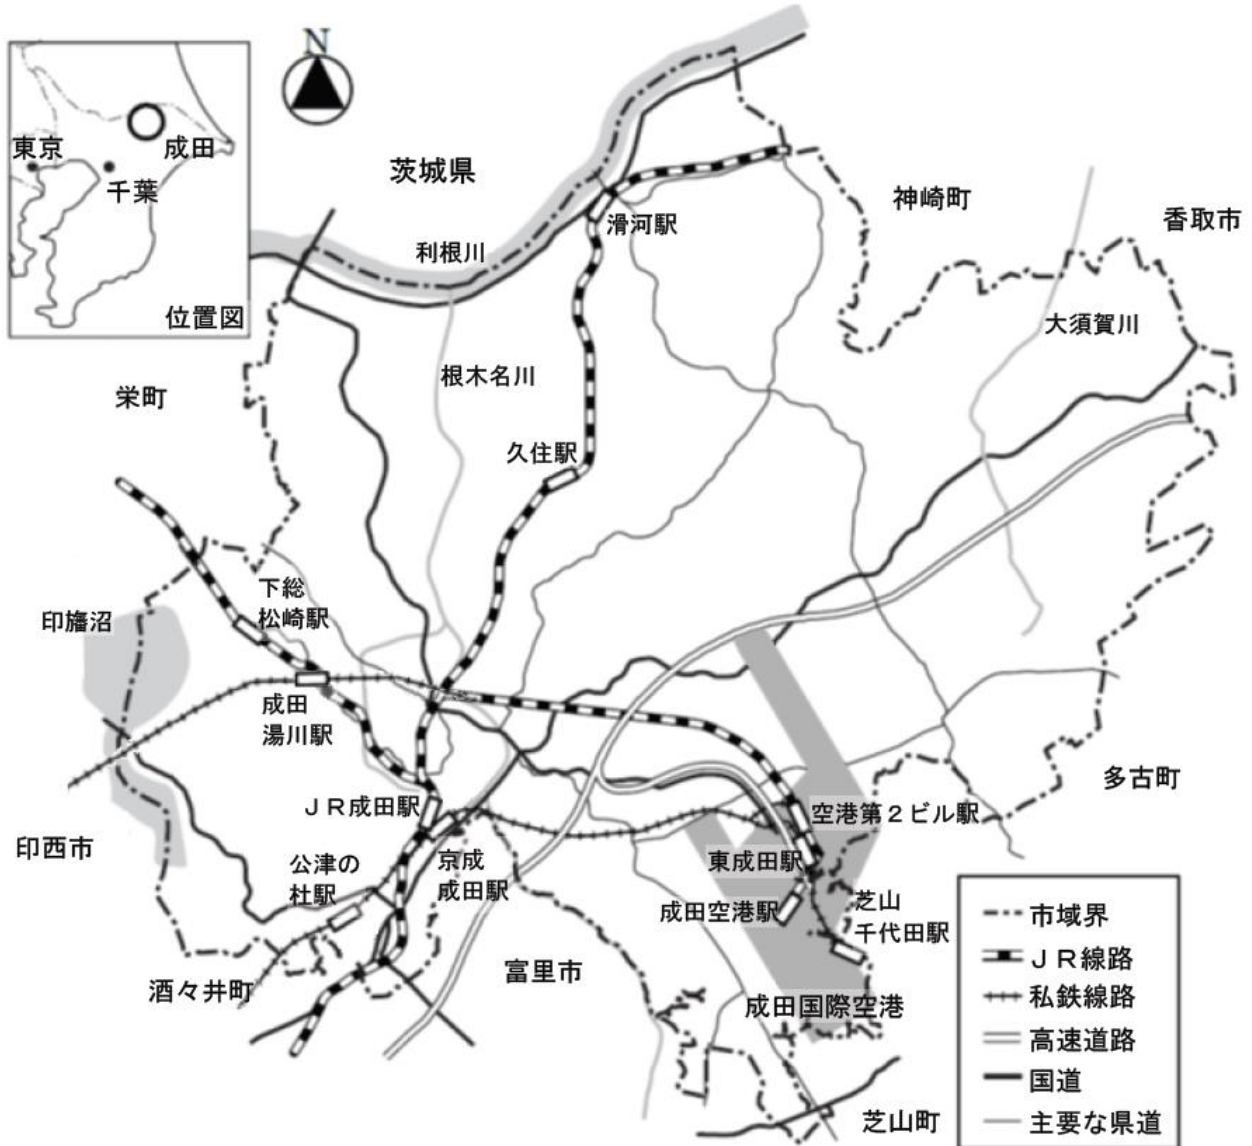 N
東京
成田
千葉
位置図
茨城県
神崎町
香取市
滑河駅
利根川
大須賀川
根木名川
栄町
久住駅
下総
松崎駅
印旛沼
成田
湯川駅
多古町
JR成田駅
空港第2ビル駅
印西市
公津の
杜駅
京成
成田駅
東成田駅
成田空港駅
芝山
千代田駅
酒々井町
富里市
成田国際空港
芝山町
市域界
JR線路
私鉄線路
高速道路
国道
主要な県道